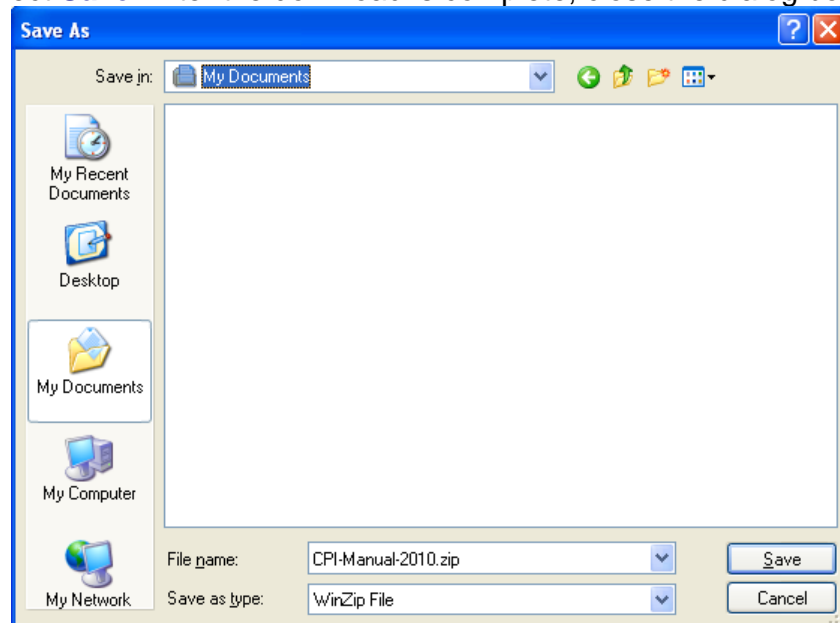 Save As
Save in: My Documents
My Recent
Documents
Desktop
My Documents
My Computer
My Network
File name: CPI-Manual-2010.zip Save
Save as type: WinZip File Cancel